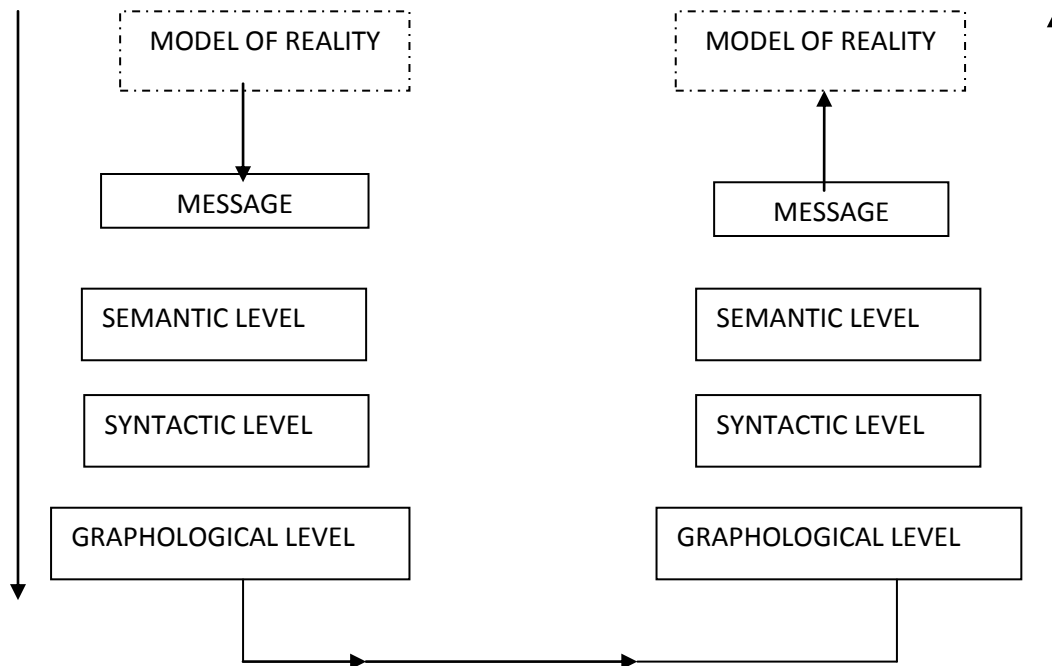 MODEL OF REALITY
MESSAGE
SEMANTIC LEVEL
SYNTACTIC LEVEL
GRAPHOLOGICAL LEVEL
MODEL OF REALITY
MESSAGE
SEMANTIC LEVEL
SYNTACTIC LEVEL
GRAPHOLOGICAL LEVEL